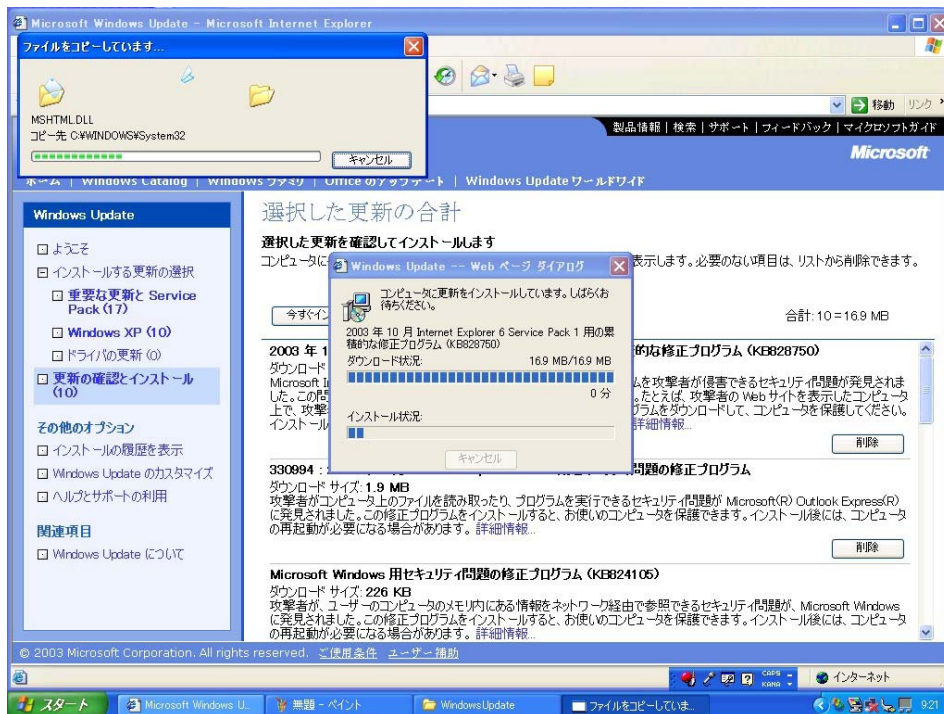 Microsoft Windows Update - Microsoft Internet Explorer
ファイルをコピーしています...
MSHTML.DLL
コピー先 C:¥WINDOWS¥System32
キャンセル
移動 リンク
製品情報 | 検索 | サポート | フィードバック | マイクロソフトガイド
Microsoft
ホーム | Windows Catalog | Windows ファミリ | Office のアップデート | Windows Update ワールドワイド
Windows Update
ようこそ
インストールする更新の選択
重要な更新と Service
Pack (17)
Windows XP (10)
ドライバの更新 (0)
更新の確認とインストール
(10)
その他のオプション
インストールの履歴を表示
Windows Update のカスタマイズ
ヘルプとサポートの利用
関連項目
Windows Update について
選択した更新の合計
選択した更新を確認してインストールします
コンピュータに 表示します。必要のない項目は、リストから削除できます。
今すぐイン
合計: 10 = 16.9 MB
Windows Update -- Web ページ ダイアログ
コンピュータに更新をインストールしています。しばらくお
待ちください。
2003 年 10 月 Internet Explorer 6 Service Pack 1 用の累
積的な修正プログラム (KB828750)
ダウンロード状況: 16.9 MB/16.9 MB
0 分
インストール状況:
キャンセル
2003 年 1 的な修正プログラム (KB828750)
ダウンロード
Microsoft I ムを攻撃者が侵害できるセキュリティ問題が発見されま
した。この問 。たとえば、攻撃者の Web サイトを表示したコンピュータ
上で、攻撃 グラムをダウンロードして、コンピュータを保護してください。
インストール 詳細情報...
削除
330994 : 問題の修正プログラム
ダウンロード サイズ: 1.9 MB
攻撃者がコンピュータ上のファイルを読み取ったり、プログラムを実行できるセキュリティ問題が Microsoft(R) Outlook Express(R)
に発見されました。この修正プログラムをインストールすると、お使いのコンピュータを保護できます。インストール後には、コンピュータ
の再起動が必要になる場合があります。詳細情報...
削除
Microsoft Windows 用セキュリティ問題の修正プログラム (KB824105)
ダウンロード サイズ: 226 KB
攻撃者が、ユーザーのコンピュータのメモリ内にある情報をネットワーク経由で参照できるセキュリティ問題が、Microsoft Windows
に発見されました。この修正プログラムをインストールすると、お使いのコンピュータを保護できます。インストール後には、コンピュータ
の再起動が必要になる場合があります。詳細情報...
© 2003 Microsoft Corporation. All rights reserved. ご使用条件 ユーザー補助
CAPS
KANA
インターネット
スタート
Microsoft Windows U...
無題 - ペイント
WindowsUpdate
ファイルをコピーしていま...
9:21